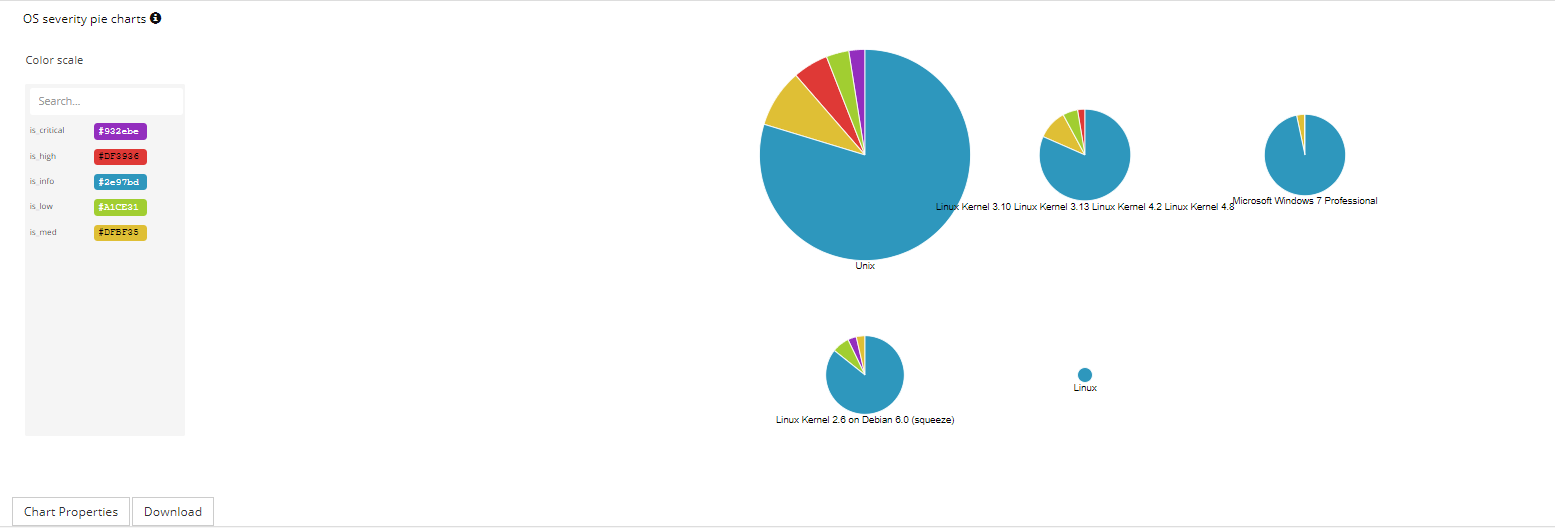 OS severity pie charts
Color scale
Search...
is_critical #932ebe
is_high #DF3936
is_info #2e97bd
is_low #A1CE31
is_med #DFBF35
Unix
Linux Kernel 3.10 Linux Kernel 3.13 Linux Kernel 4.2 Linux Kernel 4.8
Microsoft Windows 7 Professional
Linux Kernel 2.6 on Debian 6.0 (squeeze)
Linux
Chart Properties
Download